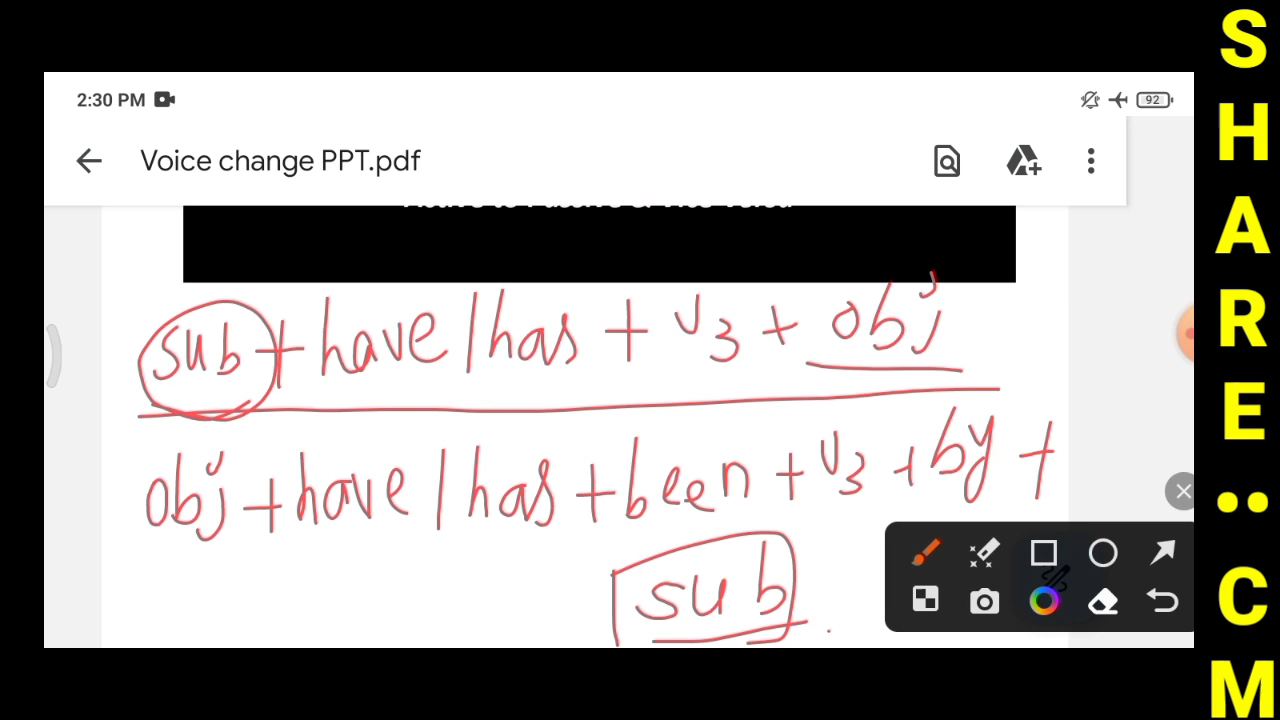 2:30 PM 92
Voice change PPT.pdf
sub + have / has + v3 + obj
obj + have / has + been + v3 + by +
sub
SHARE..CM